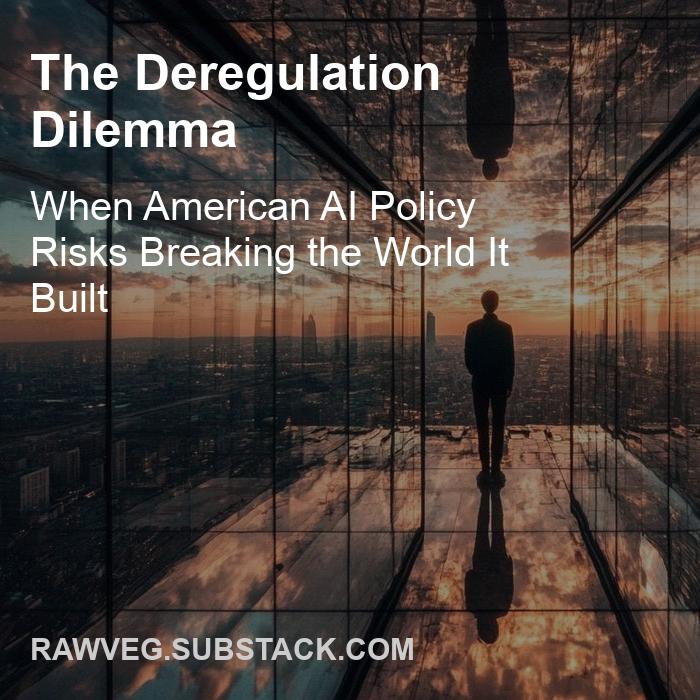 The Deregulation
Dilemma
When American AI Policy
Risks Breaking the World It
Built
RAWVEG.SUBSTACK.COM